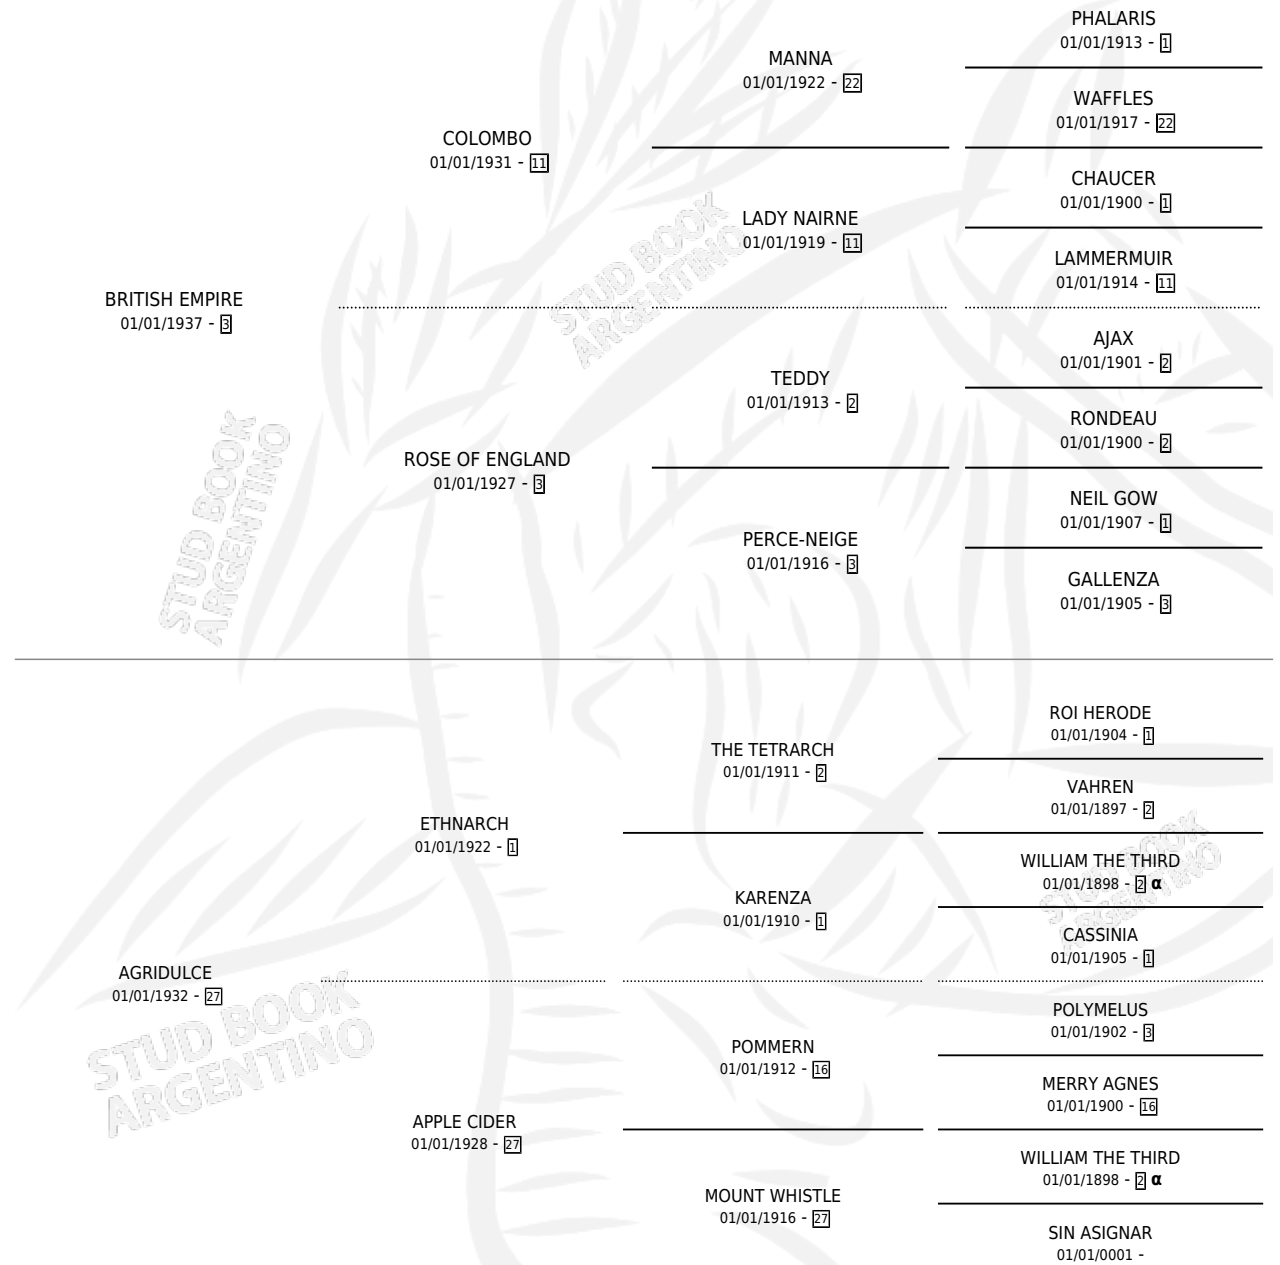 PHALARIS
01/01/1913 - 1
MANNA
01/01/1922 - 22
WAFFLES
01/01/1917 - 22
COLOMBO
01/01/1931 - 11
CHAUCER
01/01/1900 - 1
LADY NAIRNE
01/01/1919 - 11
LAMMERMUIR
01/01/1914 - 11
BRITISH EMPIRE
01/01/1937 - 3
AJAX
01/01/1901 - 2
TEDDY
01/01/1913 - 2
RONDEAU
01/01/1900 - 2
ROSE OF ENGLAND
01/01/1927 - 3
NEIL GOW
01/01/1907 - 1
PERCE-NEIGE
01/01/1916 - 3
GALLENZA
01/01/1905 - 3
ROI HERODE
01/01/1904 - 1
THE TETRARCH
01/01/1911 - 2
VAHREN
01/01/1897 - 2
ETHNARCH
01/01/1922 - 1
WILLIAM THE THIRD
01/01/1898 - 2 α
KARENZA
01/01/1910 - 1
CASSINIA
01/01/1905 - 1
AGRIDULCE
01/01/1932 - 27
POLYMELUS
01/01/1902 - 3
POMMERN
01/01/1912 - 16
MERRY AGNES
01/01/1900 - 16
APPLE CIDER
01/01/1928 - 27
WILLIAM THE THIRD
01/01/1898 - 2 α
MOUNT WHISTLE
01/01/1916 - 27
SIN ASIGNAR
01/01/0001 -
STUD BOOK
ARGENTINO
STUD BOOK
ARGENTINO
STUD BOOK
ARGENTINO
STUD BOOK
ARGENTINO